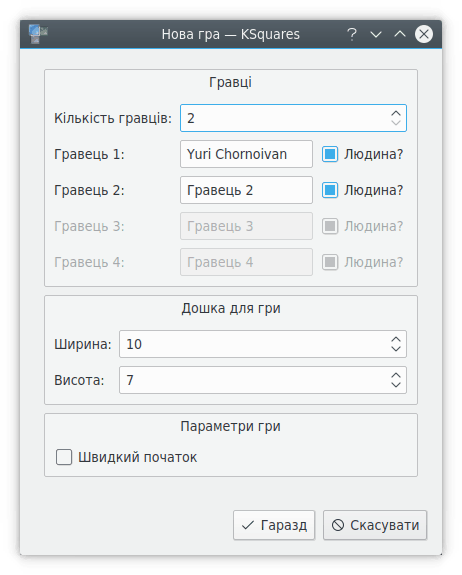 Нова гра — KSquares
Гравці
Кількість гравців: 2
Гравець 1: Yuri Chornoivan Людина?
Гравець 2: Гравець 2 Людина?
Гравець 3: Гравець 3 Людина?
Гравець 4: Гравець 4 Людина?
Дошка для гри
Ширина: 10
Висота: 7
Параметри гри
Швидкий початок
Гаразд Скасувати